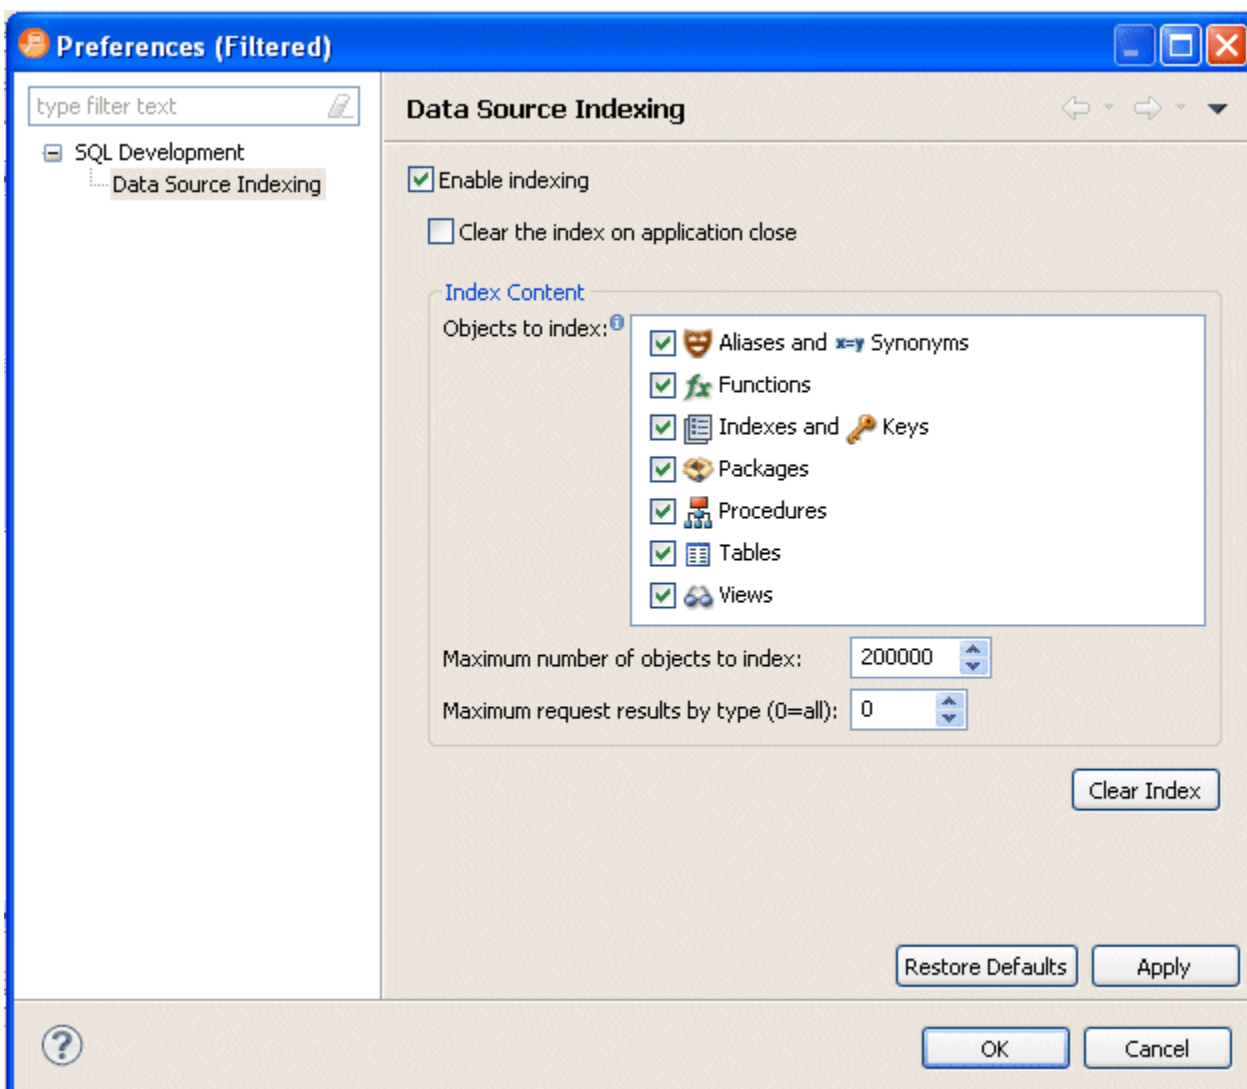 Preferences (Filtered)
type filter text
SQL Development
Data Source Indexing
Data Source Indexing
Enable indexing
Clear the index on application close
Index Content
Objects to index:
Aliases and x=y Synonyms
fx Functions
Indexes and Keys
Packages
Procedures
Tables
Views
Maximum number of objects to index: 200000
Maximum request results by type (0=all): 0
Clear Index
Restore Defaults Apply
? OK Cancel